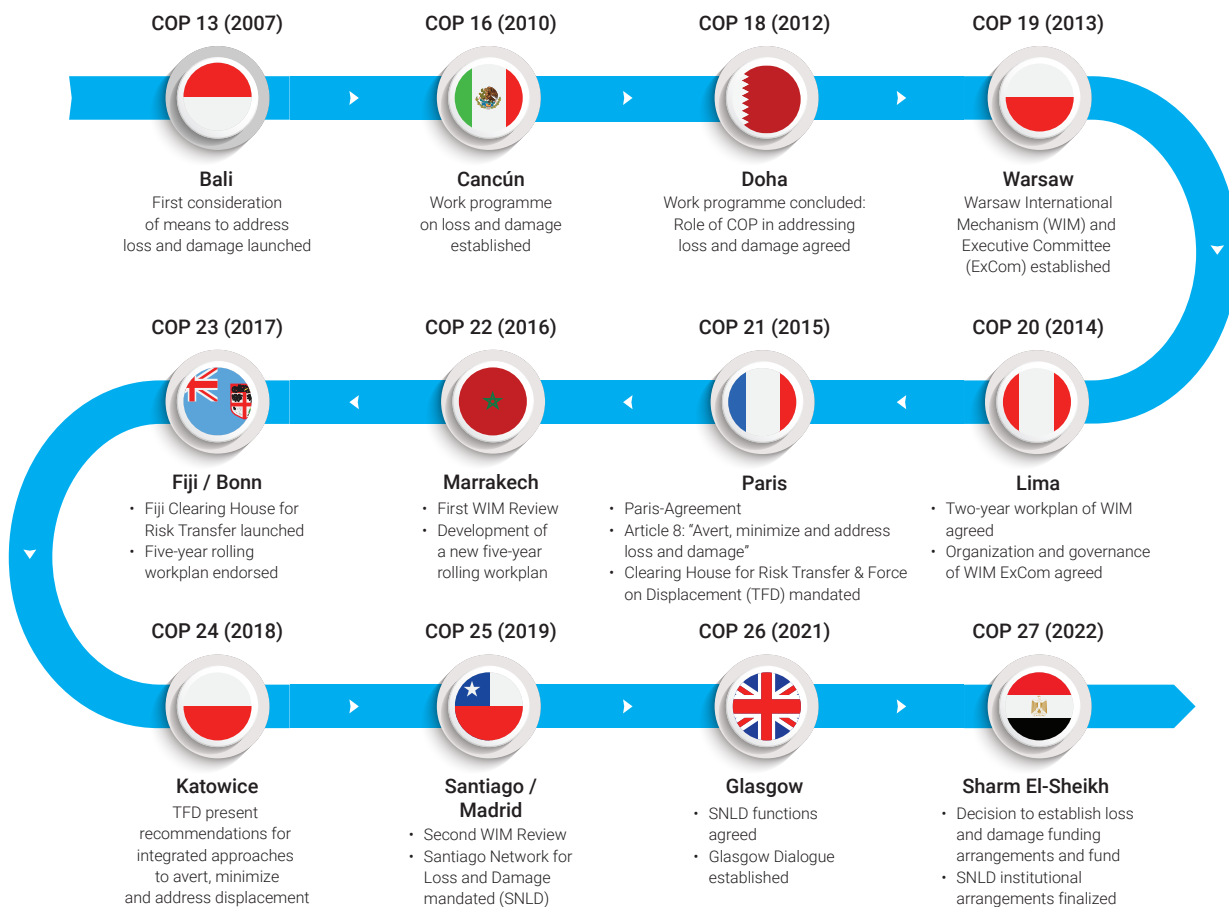 COP 13 (2007)
Bali
First consideration
of means to address
loss and damage launched
COP 16 (2010)
Cancún
Work programme
on loss and damage
established
COP 18 (2012)
Doha
Work programme concluded:
Role of COP in addressing
loss and damage agreed
COP 19 (2013)
Warsaw
Warsaw International
Mechanism (WIM) and
Executive Committee
(ExCom) established
COP 20 (2014)
Lima
• Two-year workplan of WIM
agreed
• Organization and governance
of WIM ExCom agreed
COP 21 (2015)
Paris
• Paris-Agreement
• Article 8: “Avert, minimize and address
loss and damage”
• Clearing House for Risk Transfer & Force
on Displacement (TFD) mandated
COP 22 (2016)
Marrakech
• First WIM Review
• Development of
a new five-year
rolling workplan
COP 23 (2017)
Fiji / Bonn
• Fiji Clearing House for
Risk Transfer launched
• Five-year rolling
workplan endorsed
COP 24 (2018)
Katowice
TFD present
recommendations for
integrated approaches
to avert, minimize
and address displacement
COP 25 (2019)
Santiago /
Madrid
• Second WIM Review
• Santiago Network for
Loss and Damage
mandated (SNLD)
COP 26 (2021)
Glasgow
• SNLD functions
agreed
• Glasgow Dialogue
established
COP 27 (2022)
Sharm El-Sheikh
• Decision to establish loss
and damage funding
arrangements and fund
• SNLD institutional
arrangements finalized